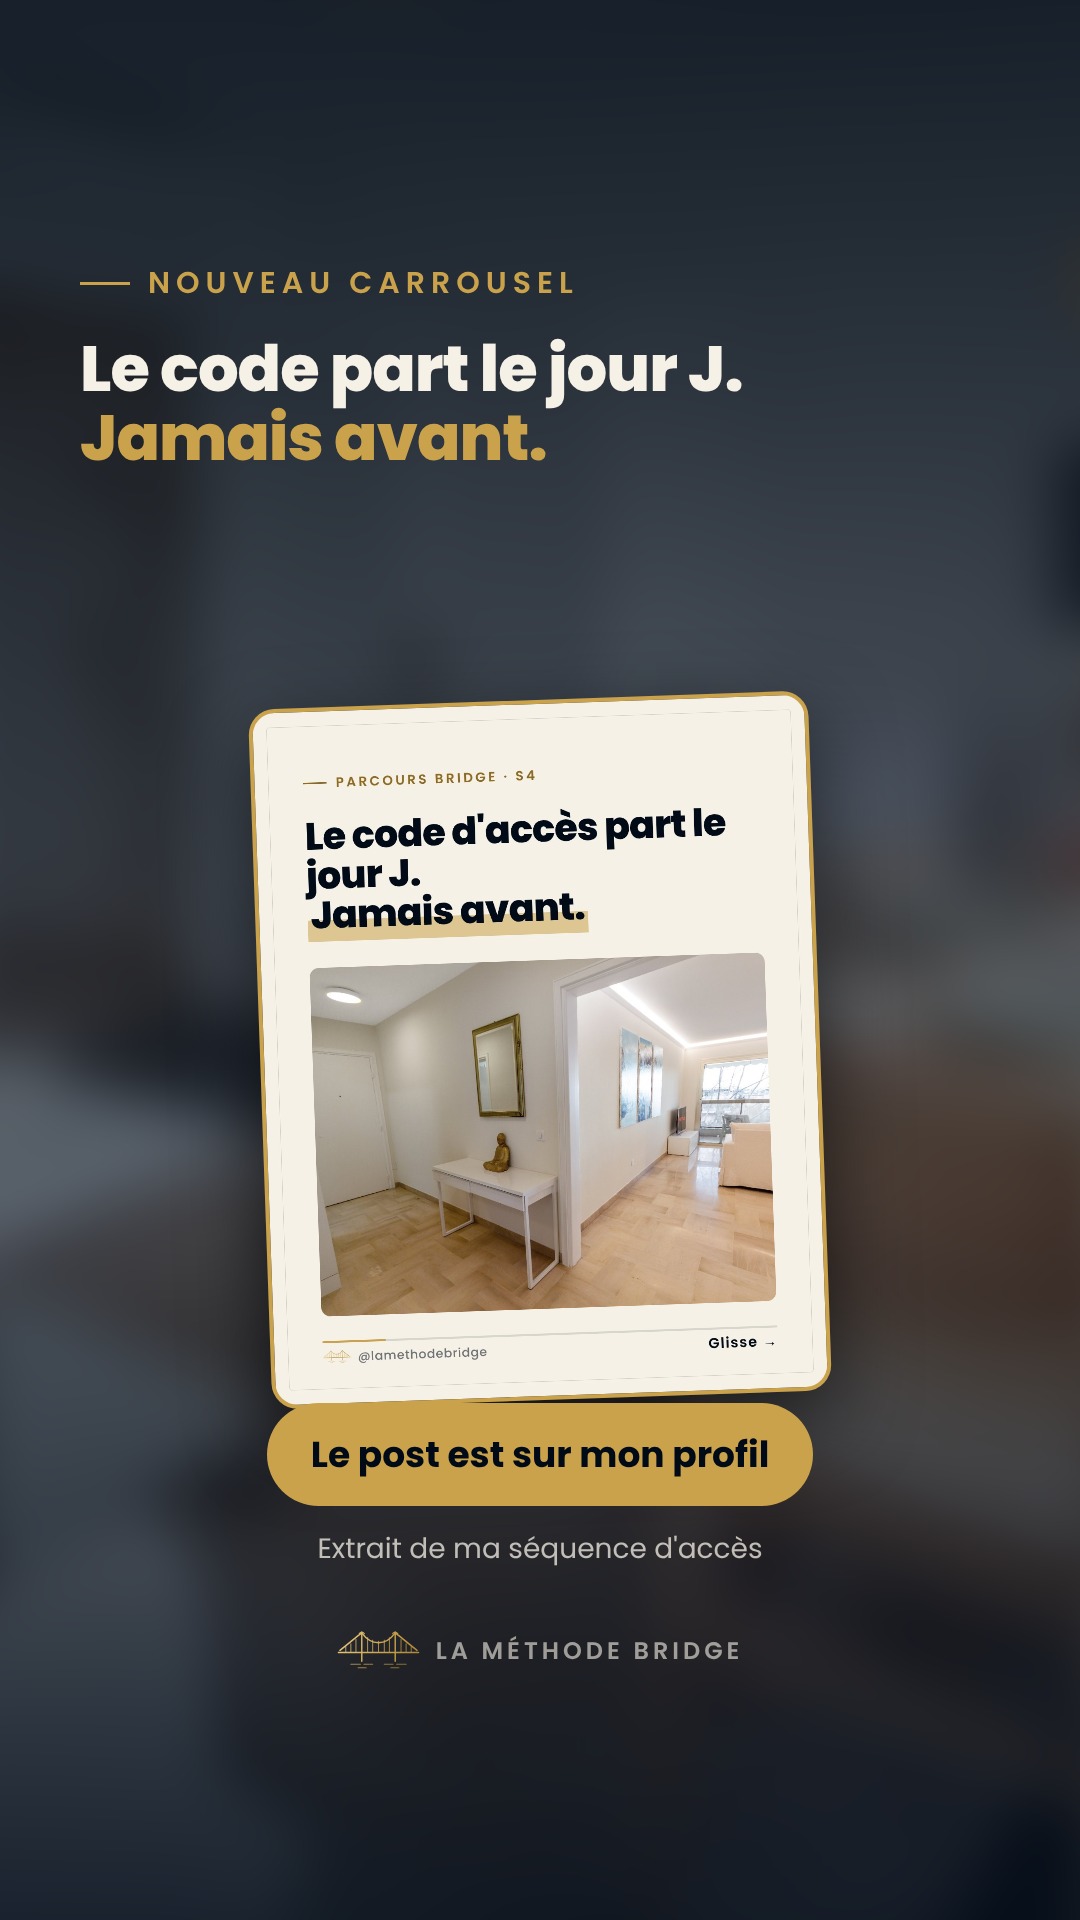 NOUVEAU CARROUSEL
Le code part le jour J.
Jamais avant.
PARCOURS BRIDGE · S4
Le code d'accès part le
jour J.
Jamais avant.
@lamethodebridge
Glisse →
Le post est sur mon profil
Extrait de ma séquence d'accès
LA MÉTHODE BRIDGE